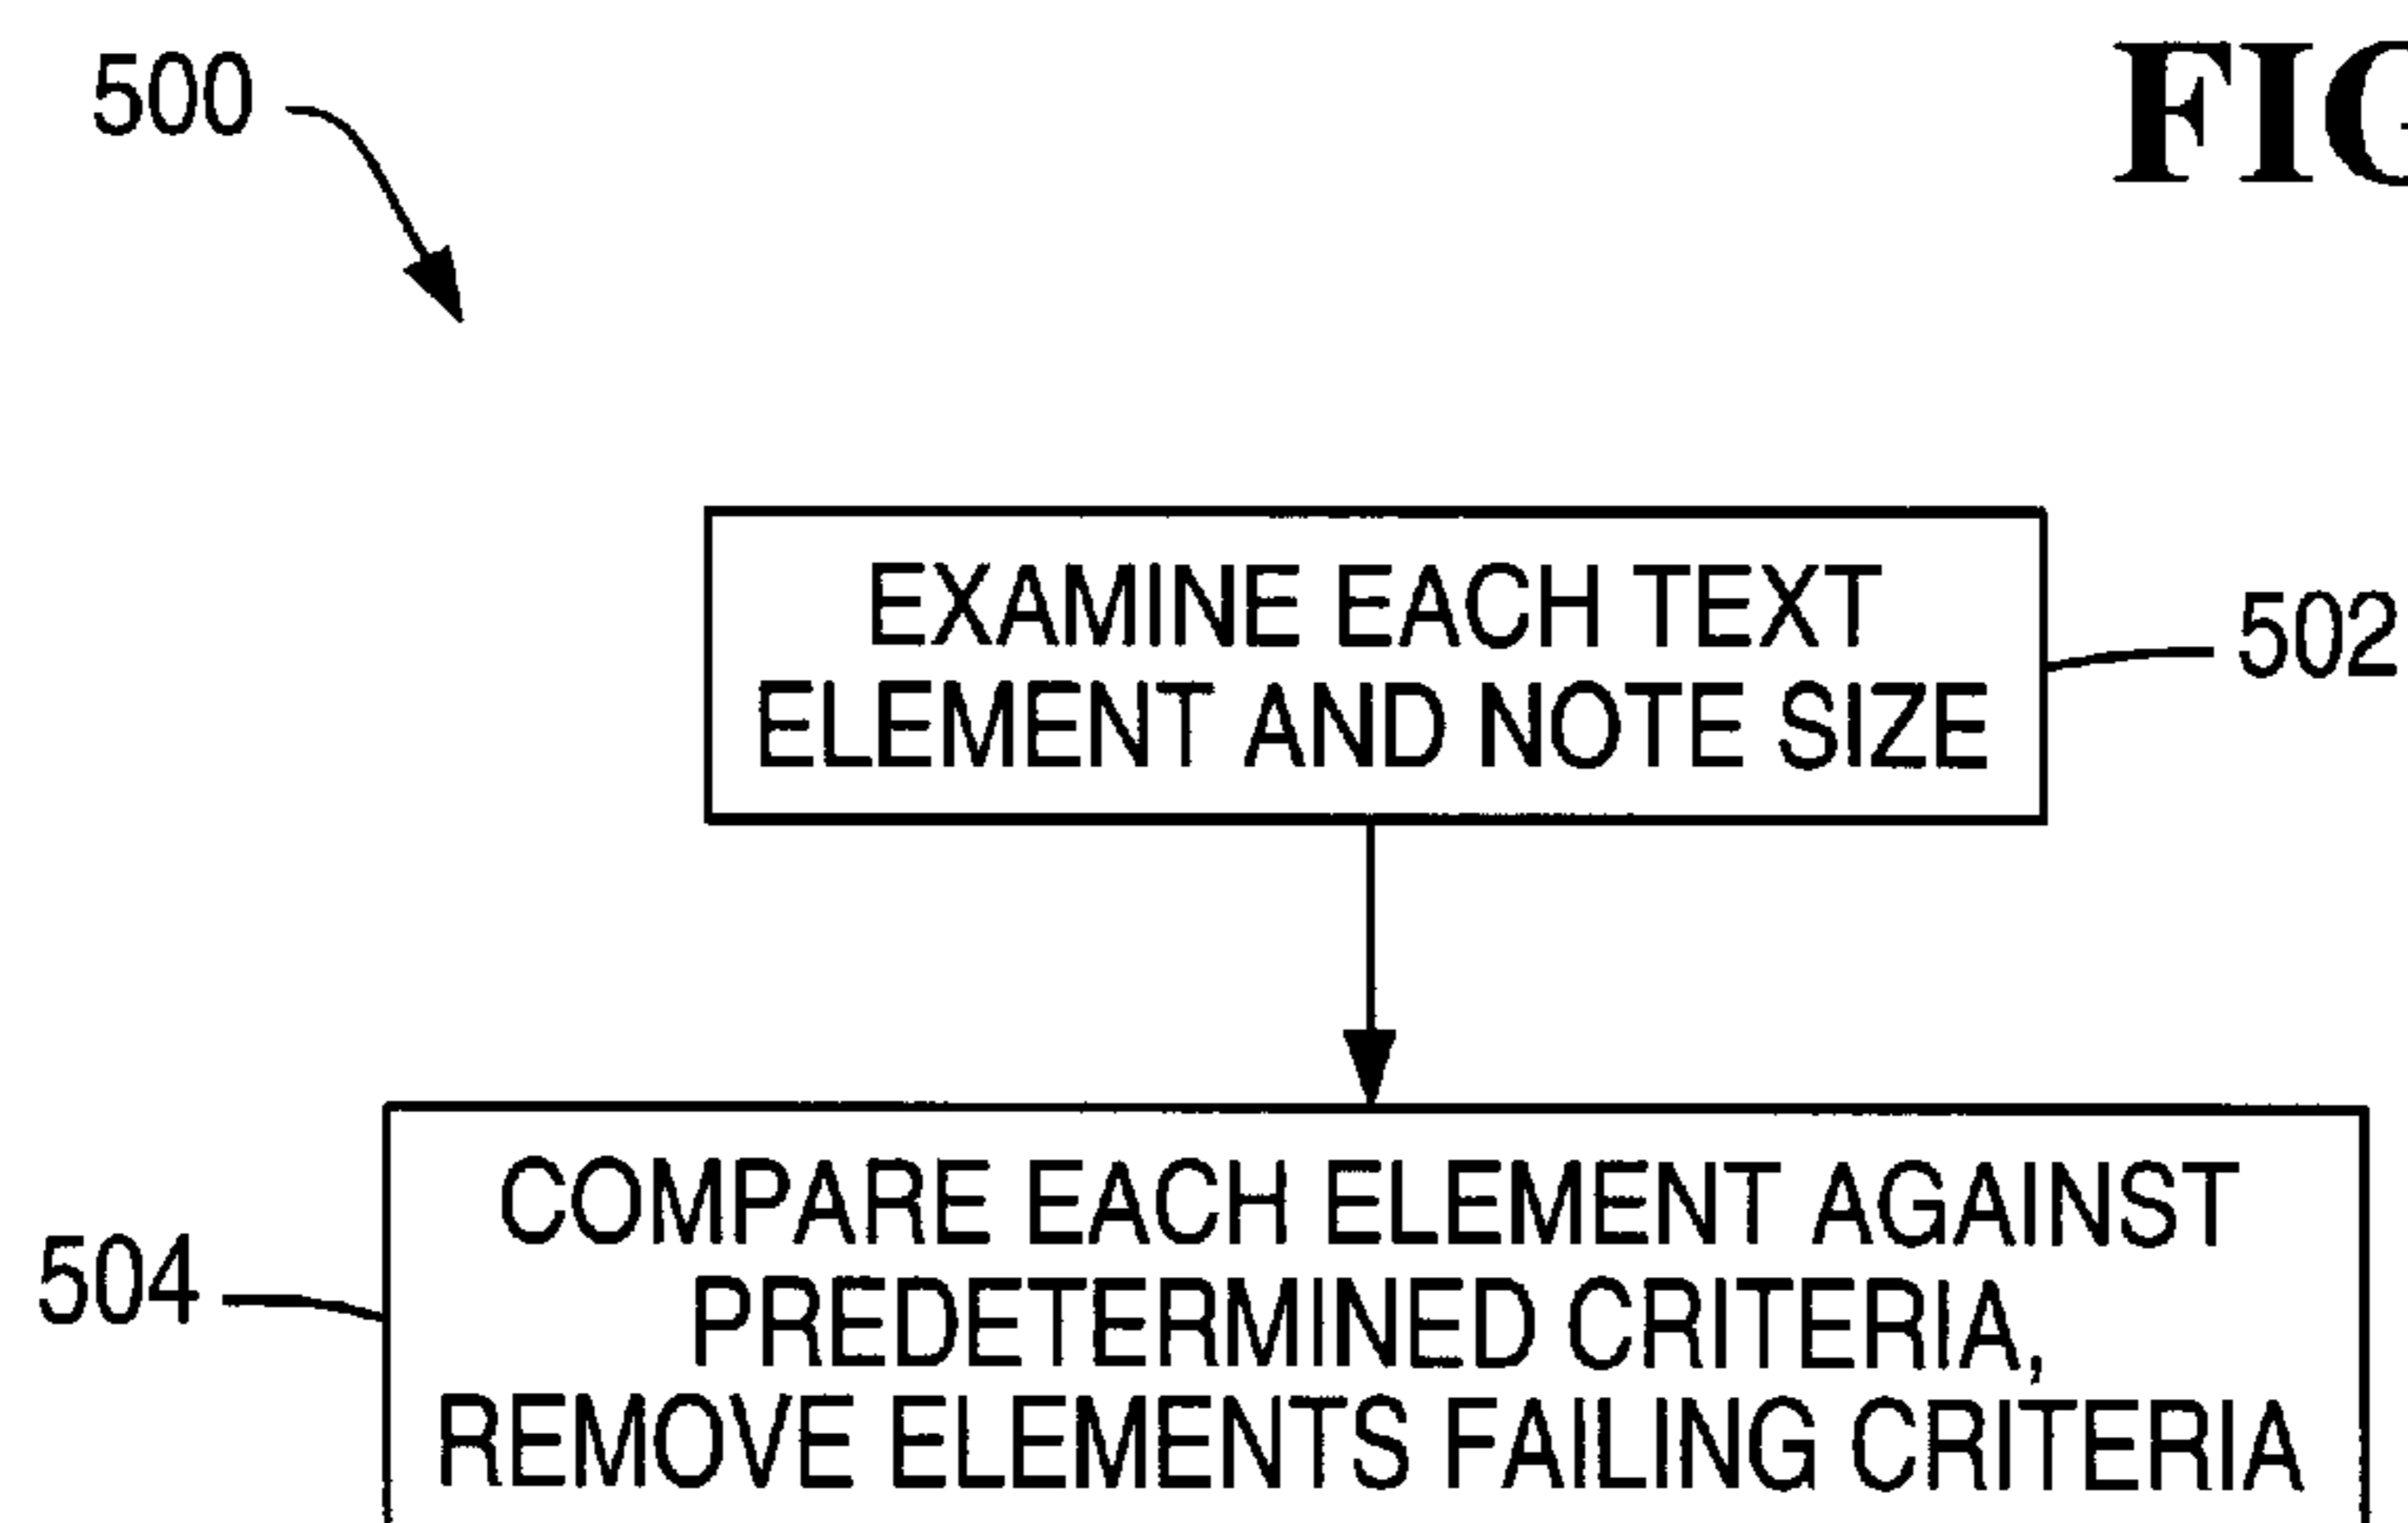 500
FIG
EXAMINE EACH TEXT
ELEMENT AND NOTE SIZE
502
COMPARE EACH ELEMENT AGAINST
504
PREDETERMINED CRITERIA,
REMOVE ELEMENTS FAILING CRITERIA